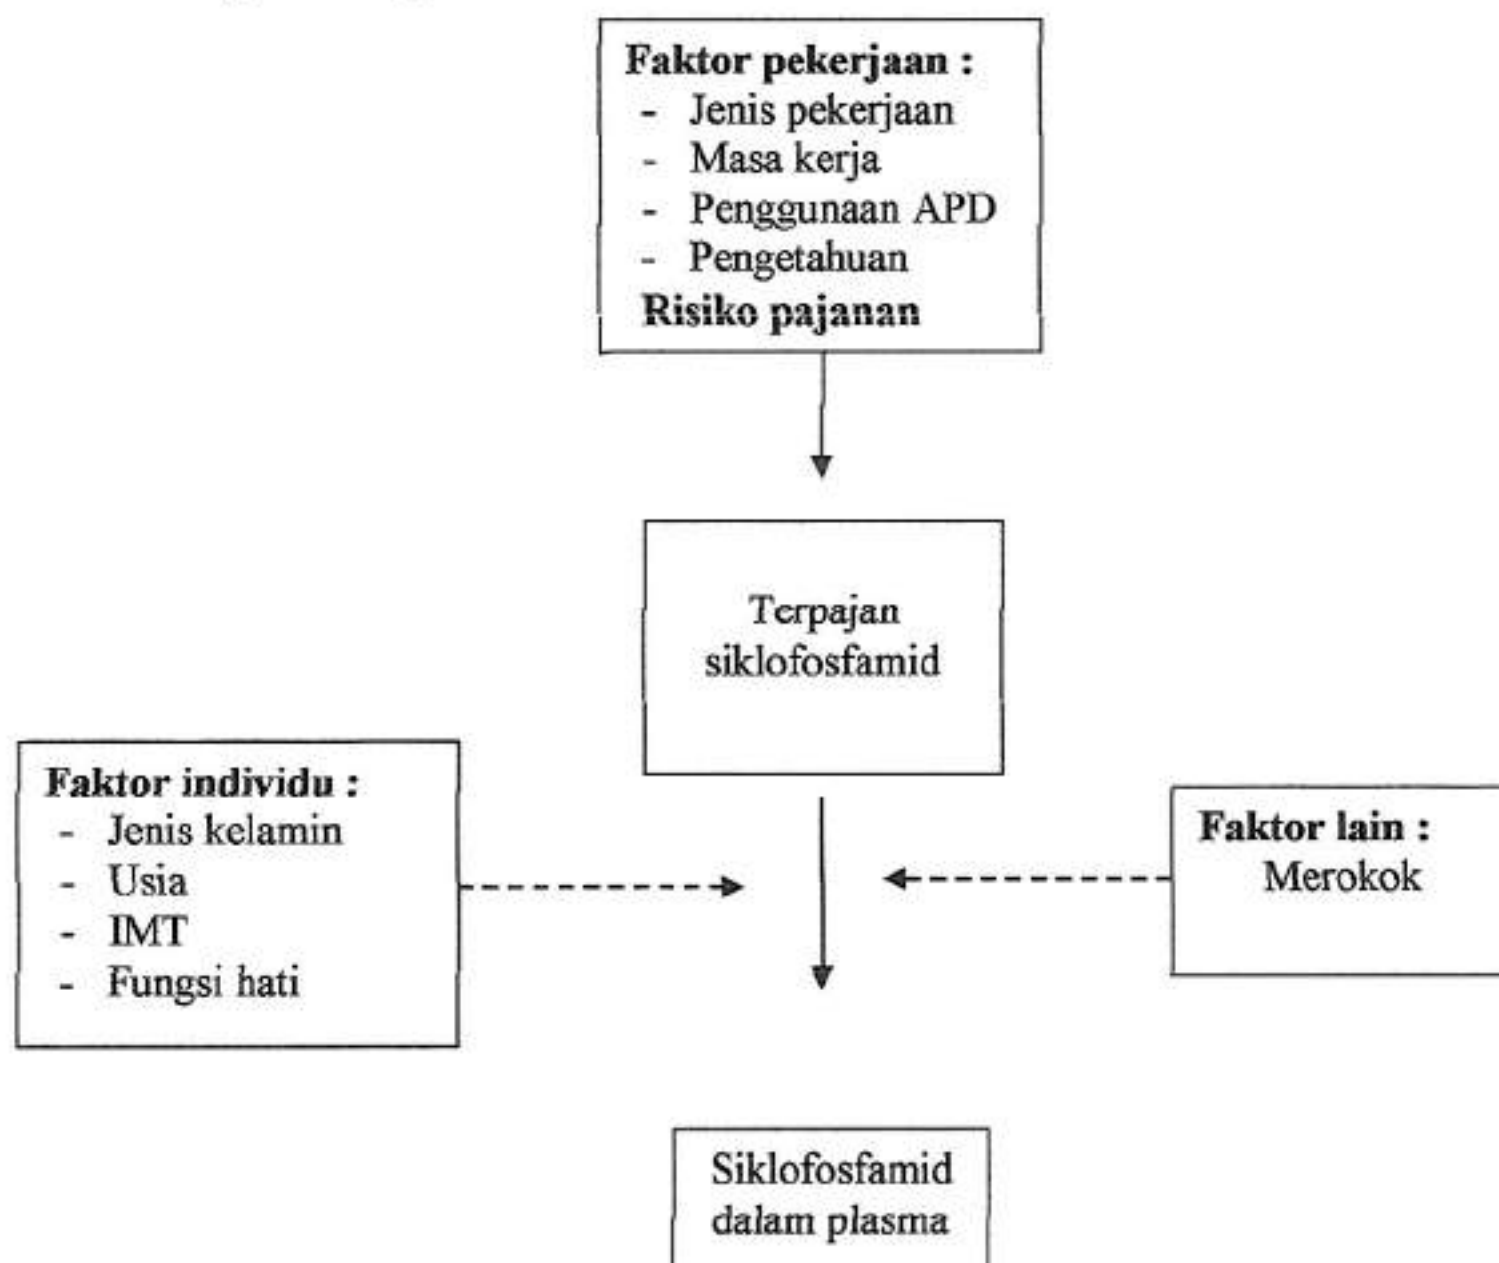 Faktor pekerjaan :
- Jenis pekerjaan
- Masa kerja
- Penggunaan APD
- Pengetahuan
Risiko pajanan
Terpajan
siklofosfamid
Faktor individu :
- Jenis kelamin
- Usia
- IMT
- Fungsi hati
Faktor lain :
Merokok
Siklofosfamid
dalam plasma